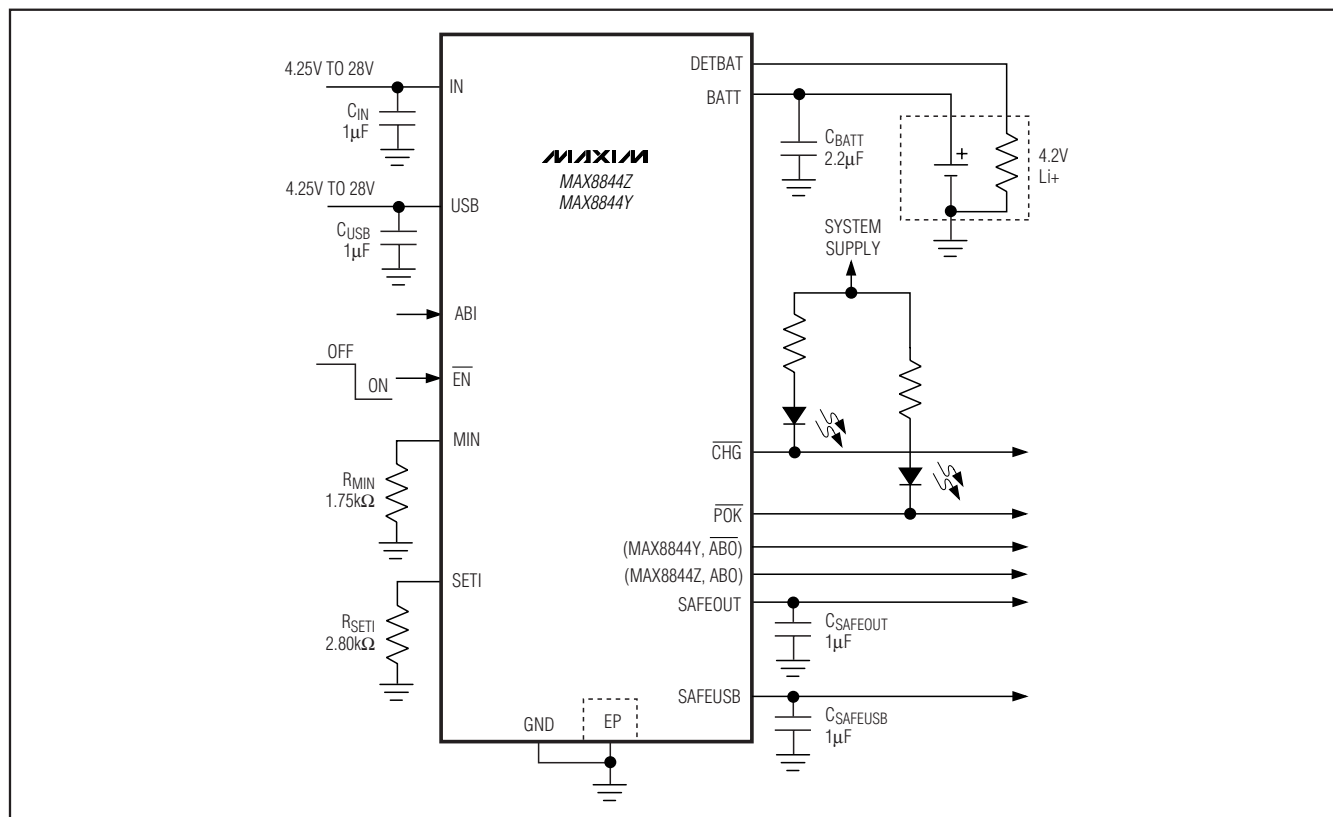 4.25V TO 28V
IN
CIN
1µF
4.25V TO 28V
USB
CUSB
1µF
ABI
OFF
ON
EN
MIN
RMIN
1.75kΩ
SETI
RSETI
2.80kΩ
MAXIM
MAX8844Z
MAX8844Y
GND
EP
DETBAT
BATT
CBATT
2.2µF
+
4.2V
Li+
SYSTEM
SUPPLY
CHG
POK
(MAX8844Y, ABO)
(MAX8844Z, ABO)
SAFEOUT
CSAFEOUT
1µF
SAFEUSB
CSAFEUSB
1µF